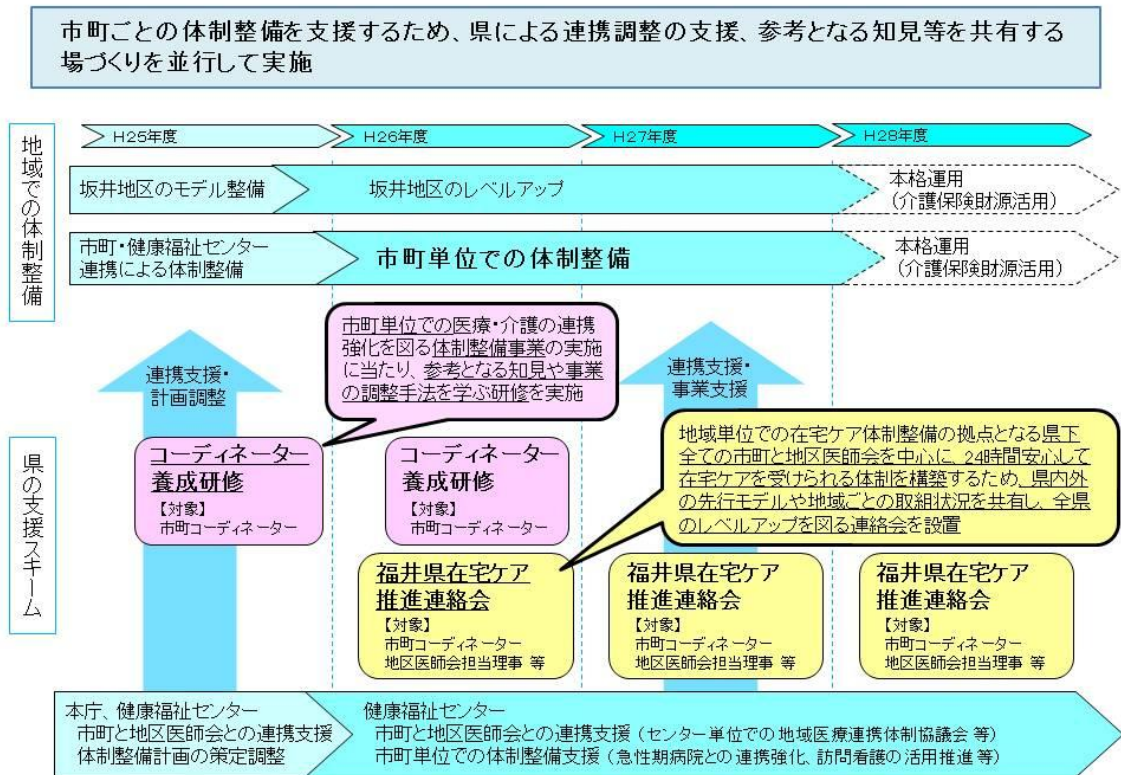 市町ごとの体制整備を支援するため、県による連携調整の支援、参考となる知見等を共有する
場づくりを並行して実施
地域での体制整備
H25年度
H26年度
H27年度
H28年度
坂井地区のモデル整備
坂井地区のレベルアップ
本格運用
(介護保険財源活用)
市町・健康福祉センター
連携による体制整備
市町単位での体制整備
本格運用
(介護保険財源活用)
市町単位での医療・介護の連携
強化を図る体制整備事業の実施
に当たり、参考となる知見や事業
の調整手法を学ぶ研修を実施
連携支援・
計画調整
連携支援・
事業支援
県の支援スキーム
コーディネーター
養成研修
【対象】
市町コーディネーター
コーディネーター
養成研修
【対象】
市町コーディネーター
地域単位での在宅ケア体制整備の拠点となる県下
全ての市町と地区医師会を中心に、24時間安心して
在宅ケアを受けられる体制を構築するため、県内外
の先行モデルや地域ごとの取組状況を共有し、全県
のレベルアップを図る連絡会を設置
福井県在宅ケア
推進連絡会
【対象】
市町コーディネーター
地区医師会担当理事 等
福井県在宅ケア
推進連絡会
【対象】
市町コーディネーター
地区医師会担当理事 等
福井県在宅ケア
推進連絡会
【対象】
市町コーディネーター
地区医師会担当理事 等
本庁、健康福祉センター
市町と地区医師会との連携支援
体制整備計画の策定調整
健康福祉センター
市町と地区医師会との連携支援(センター単位での地域医療連携体制協議会 等)
市町単位での体制整備支援(急性期病院との連携強化、訪問看護の活用推進 等)